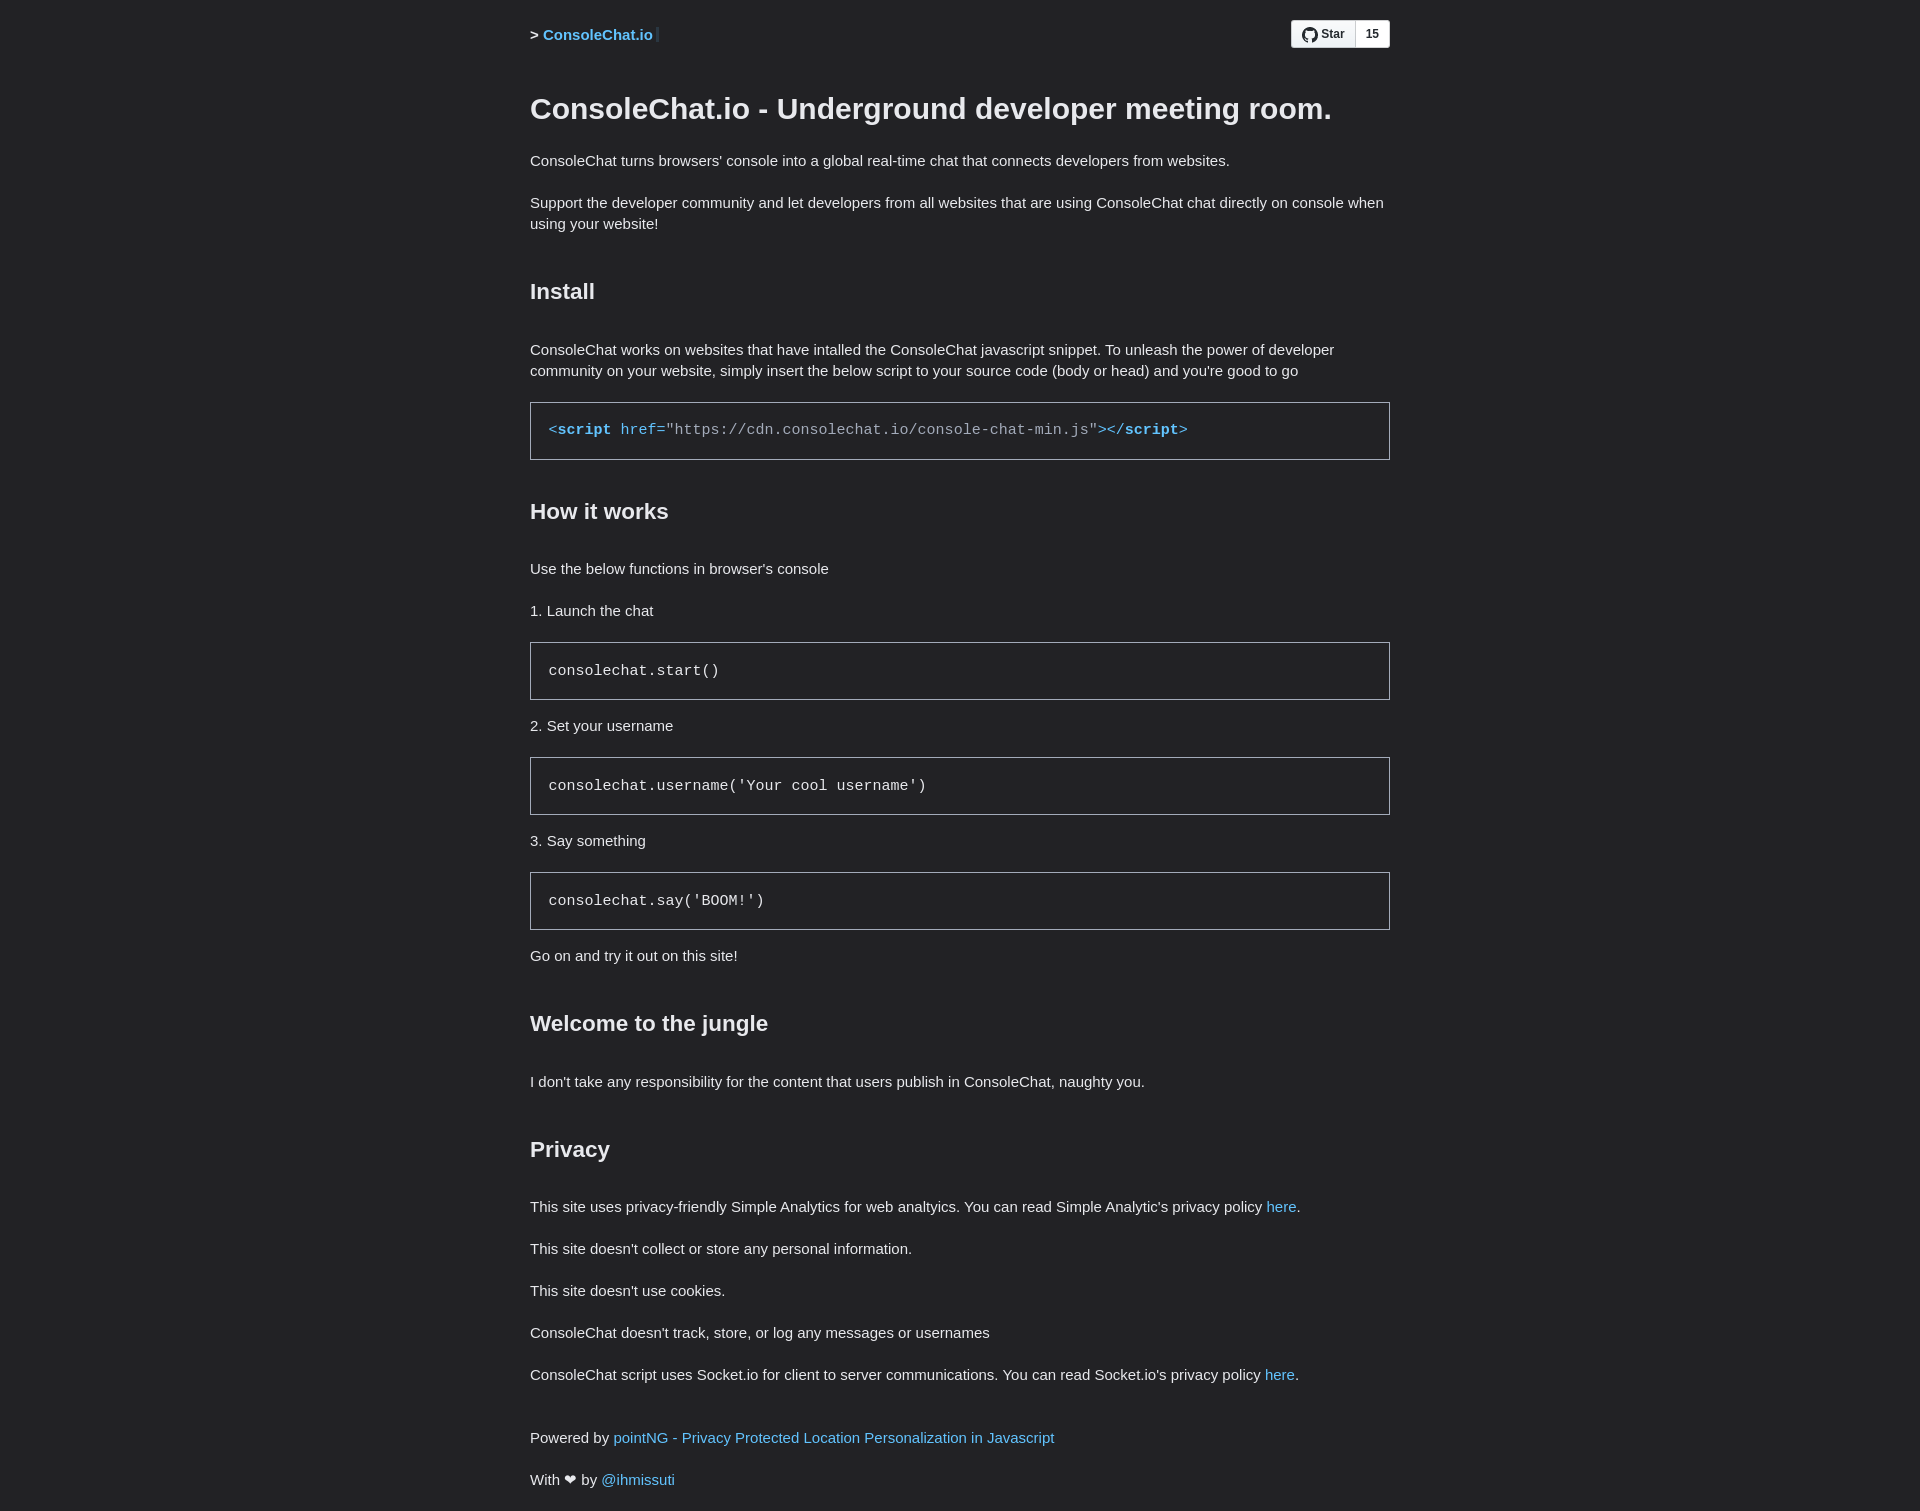 > ConsoleChat.io
Star 15
ConsoleChat.io - Underground developer meeting room.
ConsoleChat turns browsers' console into a global real-time chat that connects developers from websites.
Support the developer community and let developers from all websites that are using ConsoleChat chat directly on console when
using your website!
Install
ConsoleChat works on websites that have intalled the ConsoleChat javascript snippet. To unleash the power of developer
community on your website, simply insert the below script to your source code (body or head) and you're good to go
<script href="https://cdn.consolechat.io/console-chat-min.js"></script>
How it works
Use the below functions in browser's console
1. Launch the chat
consolechat.start()
2. Set your username
consolechat.username('Your cool username')
3. Say something
consolechat.say('BOOM!')
Go on and try it out on this site!
Welcome to the jungle
I don't take any responsibility for the content that users publish in ConsoleChat, naughty you.
Privacy
This site uses privacy-friendly Simple Analytics for web analtyics. You can read Simple Analytic's privacy policy here.
This site doesn't collect or store any personal information.
This site doesn't use cookies.
ConsoleChat doesn't track, store, or log any messages or usernames
ConsoleChat script uses Socket.io for client to server communications. You can read Socket.io's privacy policy here.
Powered by pointNG - Privacy Protected Location Personalization in Javascript
With ❤ by @ihmissuti